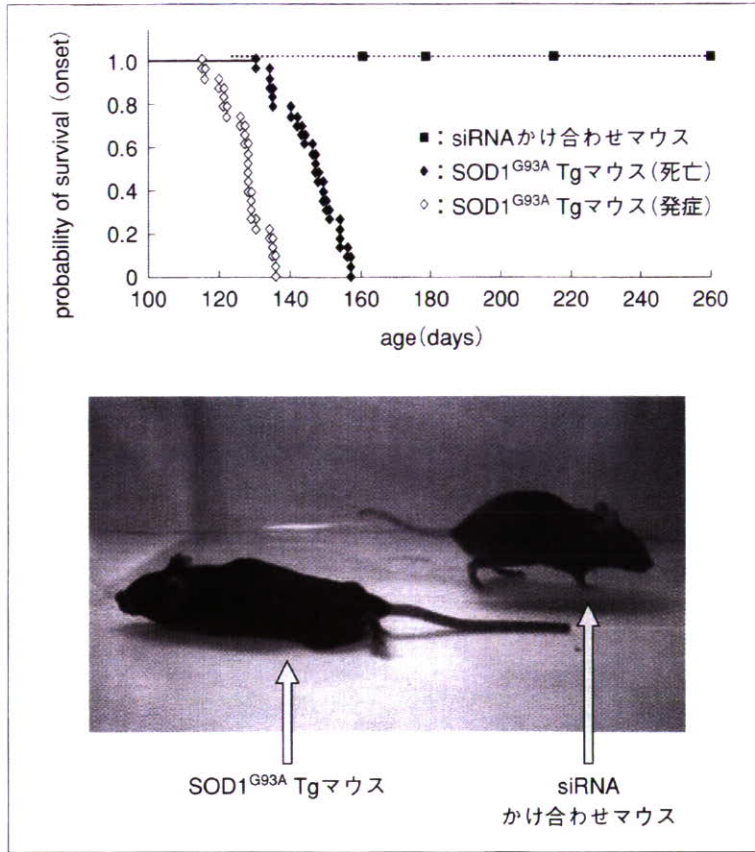 probability of survival (onset)
1.0
0.8
0.6
0.4
0.2
0
100
120
140
160
180
200
220
240
260
age(days)
■：siRNAかけ合わせマウス
◆：SOD1G93A Tgマウス(死亡)
◇：SOD1G93A Tgマウス(発症)
SOD1G93A Tgマウス
siRNA
かけ合わせマウス